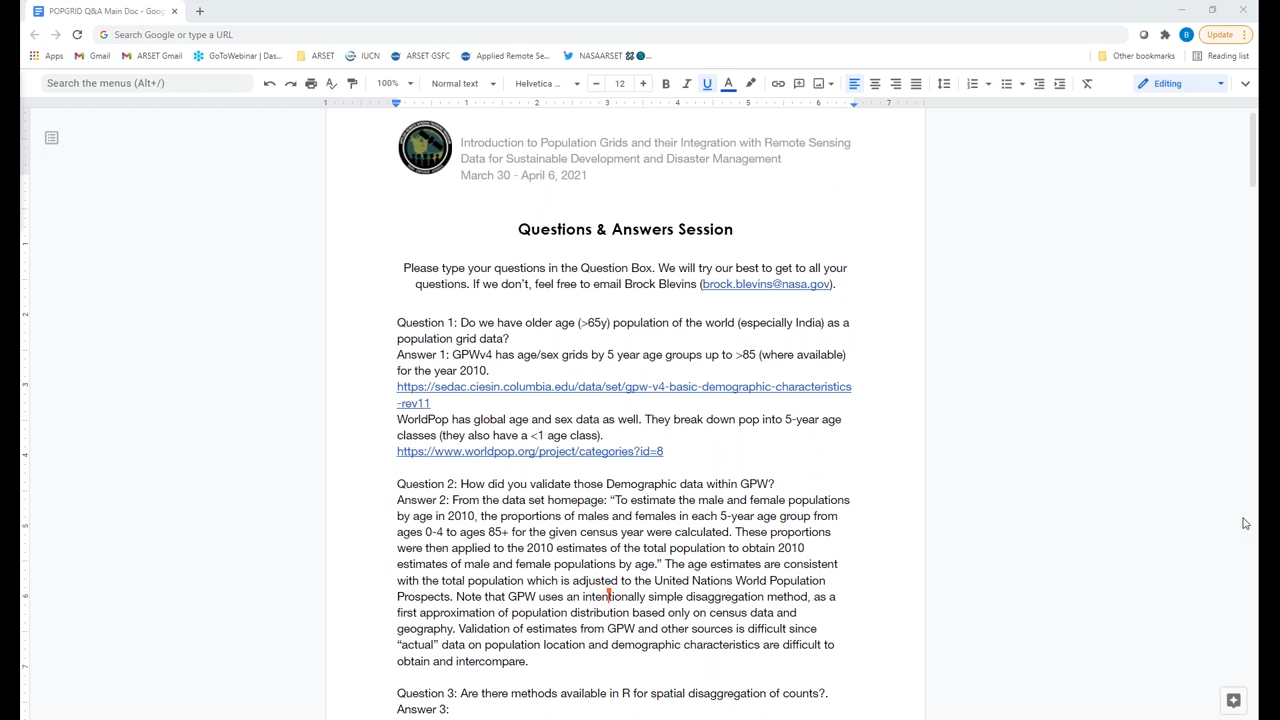 POPGRID Q&A Main Doc - Goog
Search Google or type a URL
Update
Apps
Gmail
ARSET Gmail
GoToWebinar | Das...
ARSET
IUCN
ARSET GSFC
Applied Remote Se...
NASAARSET
Other bookmarks
Reading list
Search the menus (Alt+/)
100%
Normal text
Helvetica ...
12
B I U A
Editing
1 1 2 3 4 5 6 7
Introduction to Population Grids and their Integration with Remote Sensing
Data for Sustainable Development and Disaster Management
March 30 - April 6, 2021
Questions & Answers Session
Please type your questions in the Question Box. We will try our best to get to all your
questions. If we don't, feel free to email Brock Blevins (brock.blevins@nasa.gov).
Question 1: Do we have older age (>65y) population of the world (especially India) as a
population grid data?
Answer 1: GPWv4 has age/sex grids by 5 year age groups up to >85 (where available)
for the year 2010.
https://sedac.ciesin.columbia.edu/data/set/gpw-v4-basic-demographic-characteristics
-rev11
WorldPop has global age and sex data as well. They break down pop into 5-year age
classes (they also have a <1 age class).
https://www.worldpop.org/project/categories?id=8
Question 2: How did you validate those Demographic data within GPW?
Answer 2: From the data set homepage: “To estimate the male and female populations
by age in 2010, the proportions of males and females in each 5-year age group from
ages 0-4 to ages 85+ for the given census year were calculated. These proportions
were then applied to the 2010 estimates of the total population to obtain 2010
estimates of male and female populations by age.” The age estimates are consistent
with the total population which is adjusted to the United Nations World Population
Prospects. Note that GPW uses an intentionally simple disaggregation method, as a
first approximation of population distribution based only on census data and
geography. Validation of estimates from GPW and other sources is difficult since
“actual” data on population location and demographic characteristics are difficult to
obtain and intercompare.
Question 3: Are there methods available in R for spatial disaggregation of counts?.
Answer 3: